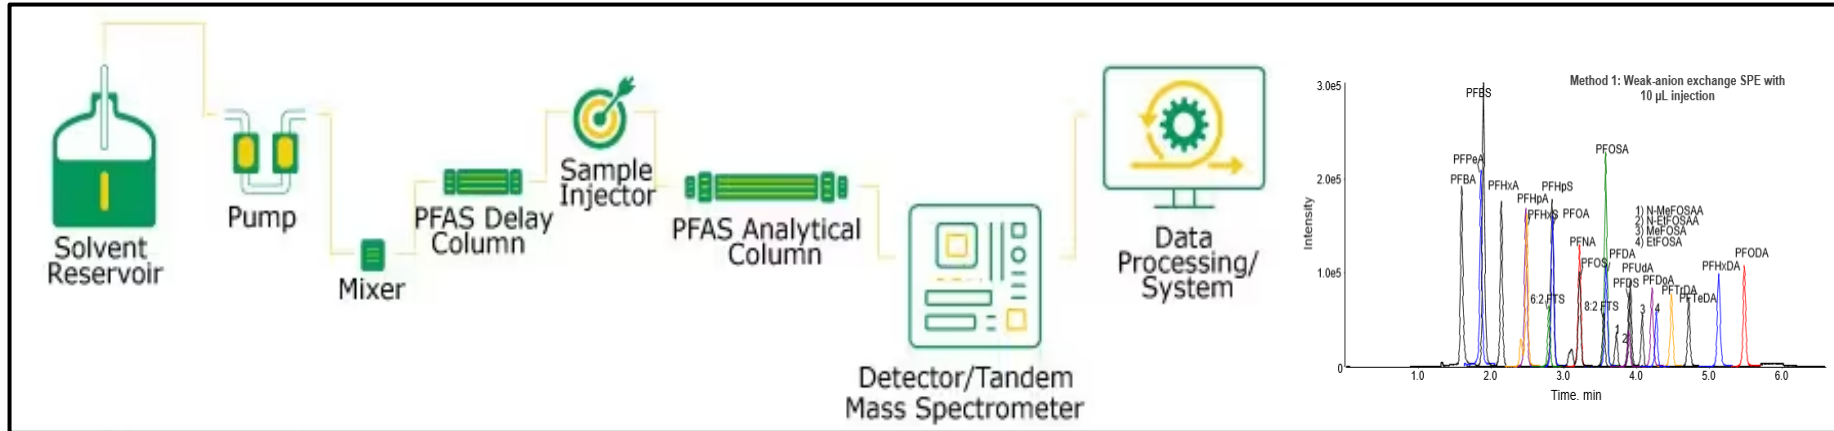 Solvent
Reservoir
Pump
Mixer
PFAS Delay
Column
Sample
Injector
PFAS Analytical
Column
Detector/Tandem
Mass Spectrometer
Data
Processing/
System
Method 1: Weak-anion exchange SPE with
10 µL injection
Intensity
3.0e5
2.0e5
1.0e5
0
1.0
2.0
3.0
4.0
5.0
6.0
Time. min
PFBS
PFPeA
PFBA
PFHxA
PFHpA
PFHpS
PFHxS
PFOA
PFOSA
PFNA
PFOS
PFDA
PFUdA
PFDS
PFDoA
PFTrDA
PFTeDA
PFHxDA
PFODA
6:2 FTS
8:2 FTS
1
2
3
4
1) N-MeFOSAA
2) N-EtFOSAA
3) MeFOSA
4) EtFOSA